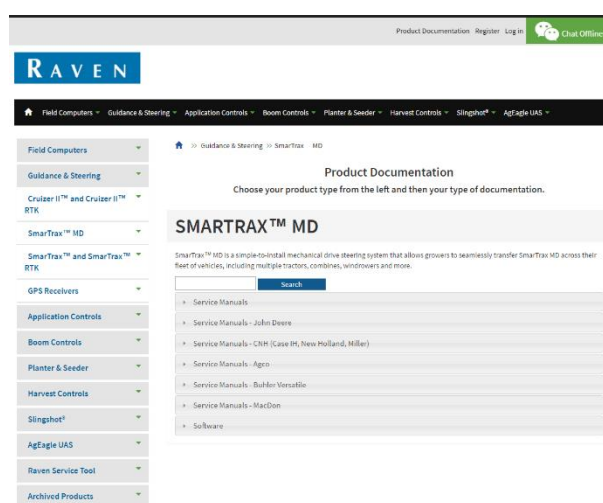 Product Documentation Register Log in Chat Offline
RAVEN
Field Computers Guidance & Steering Application Controls Boom Controls Planter & Seeder Harvest Controls Slingshot® AgEagle UAS
Field Computers
Guidance & Steering
Cruizer II™ and Cruizer II™
RTK
SmarTrax™ MD
SmarTrax™ and SmarTrax™
RTK
GPS Receivers
Application Controls
Boom Controls
Planter & Seeder
Harvest Controls
Slingshot®
AgEagle UAS
Raven Service Tool
Archived Products
>> Guidance & Steering >> SmarTrax MD
Product Documentation
Choose your product type from the left and then your type of documentation.
SMARTRAX™ MD
SmarTrax™ MD is a simple-to-install mechanical drive steering system that allows growers to seamlessly transfer SmarTrax MD across their
fleet of vehicles, including multiple tractors, combines, windrowers and more.
Search
Service Manuals
Service Manuals - John Deere
Service Manuals - CNH (Case IH, New Holland, Miller)
Service Manuals - Agco
Service Manuals - Buhler Versatile
Service Manuals - MacDon
Software